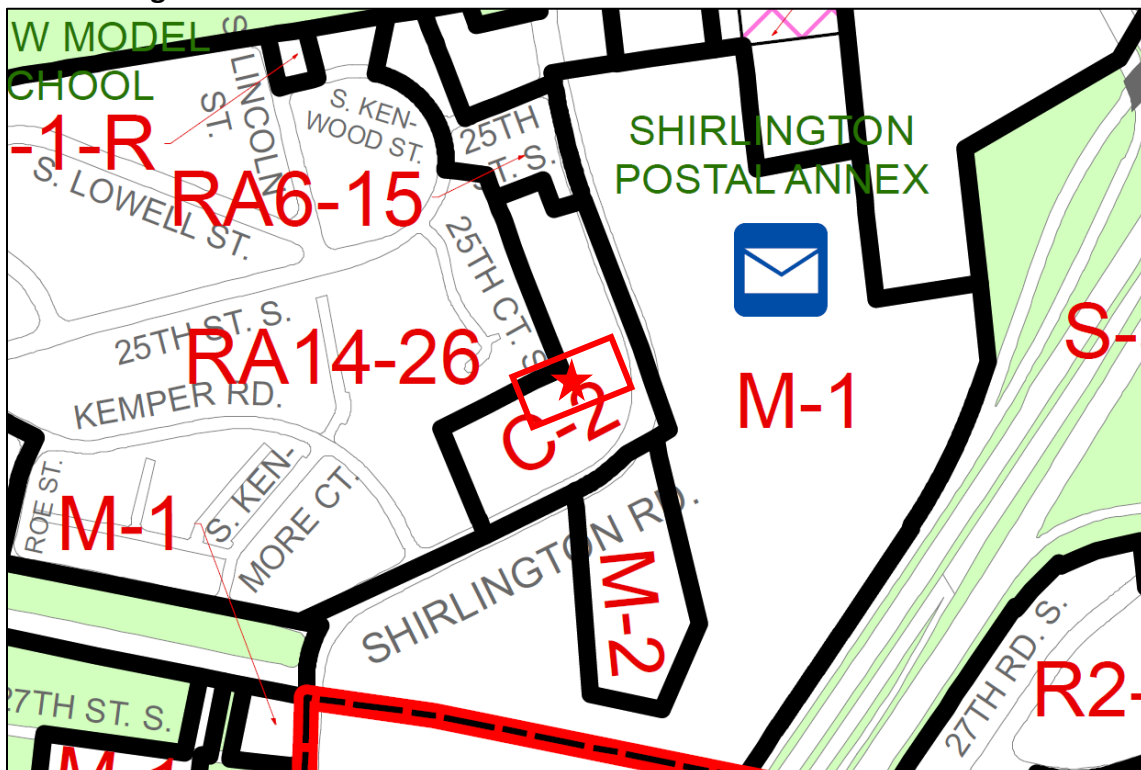 W MODEL
CHOOL
S. LINCOLN
ST.
S. KEN-
WOOD ST.
25TH
ST. S.
SHIRLINGTON
POSTAL ANNEX
-1-R
S. LOWELL ST.
RA6-15
25TH CT. S.
25TH ST. S.
RA14-26
S-
KEMPER RD.
C-2
M-1
ROE ST.
M-1
S. KEN-
MORE CT.
SHIRLINGTON RD.
M-2
27TH RD. S.
R2-
27TH ST. S.
M-1